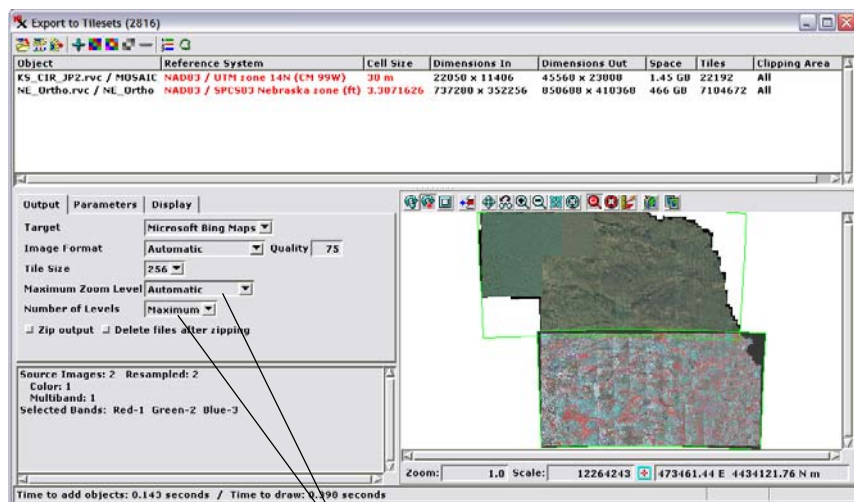 Export to Tilesets (2816)
Object Reference System Cell Size Dimensions In Dimensions Out Space Tiles Clipping Area
KS_CIR_JP2.rvc / MOSAIC NAD83 / UTM zone 14N (CM 99W) 30 m 22050 x 11406 45568 x 23808 1.45 GB 22192 All
NE_Ortho.rvc / NE_Ortho NAD83 / SPCS83 Nebraska zone (ft) 3.3071626 737280 x 352256 850688 x 410368 466 GB 7104672 All
Output Parameters Display
Target Microsoft Bing Maps
Image Format Automatic Quality 75
Tile Size 256
Maximum Zoom Level Automatic
Number of Levels Maximum
Zip output Delete files after zipping
Source Images: 2 Resampled: 2
Color: 1
Multiband: 1
Selected Bands: Red-1 Green-2 Blue-3
Zoom: 1.0 Scale: 12264243 473461.44 E 4434121.76 N m
Time to add objects: 0.143 seconds / Time to draw: 0.390 seconds